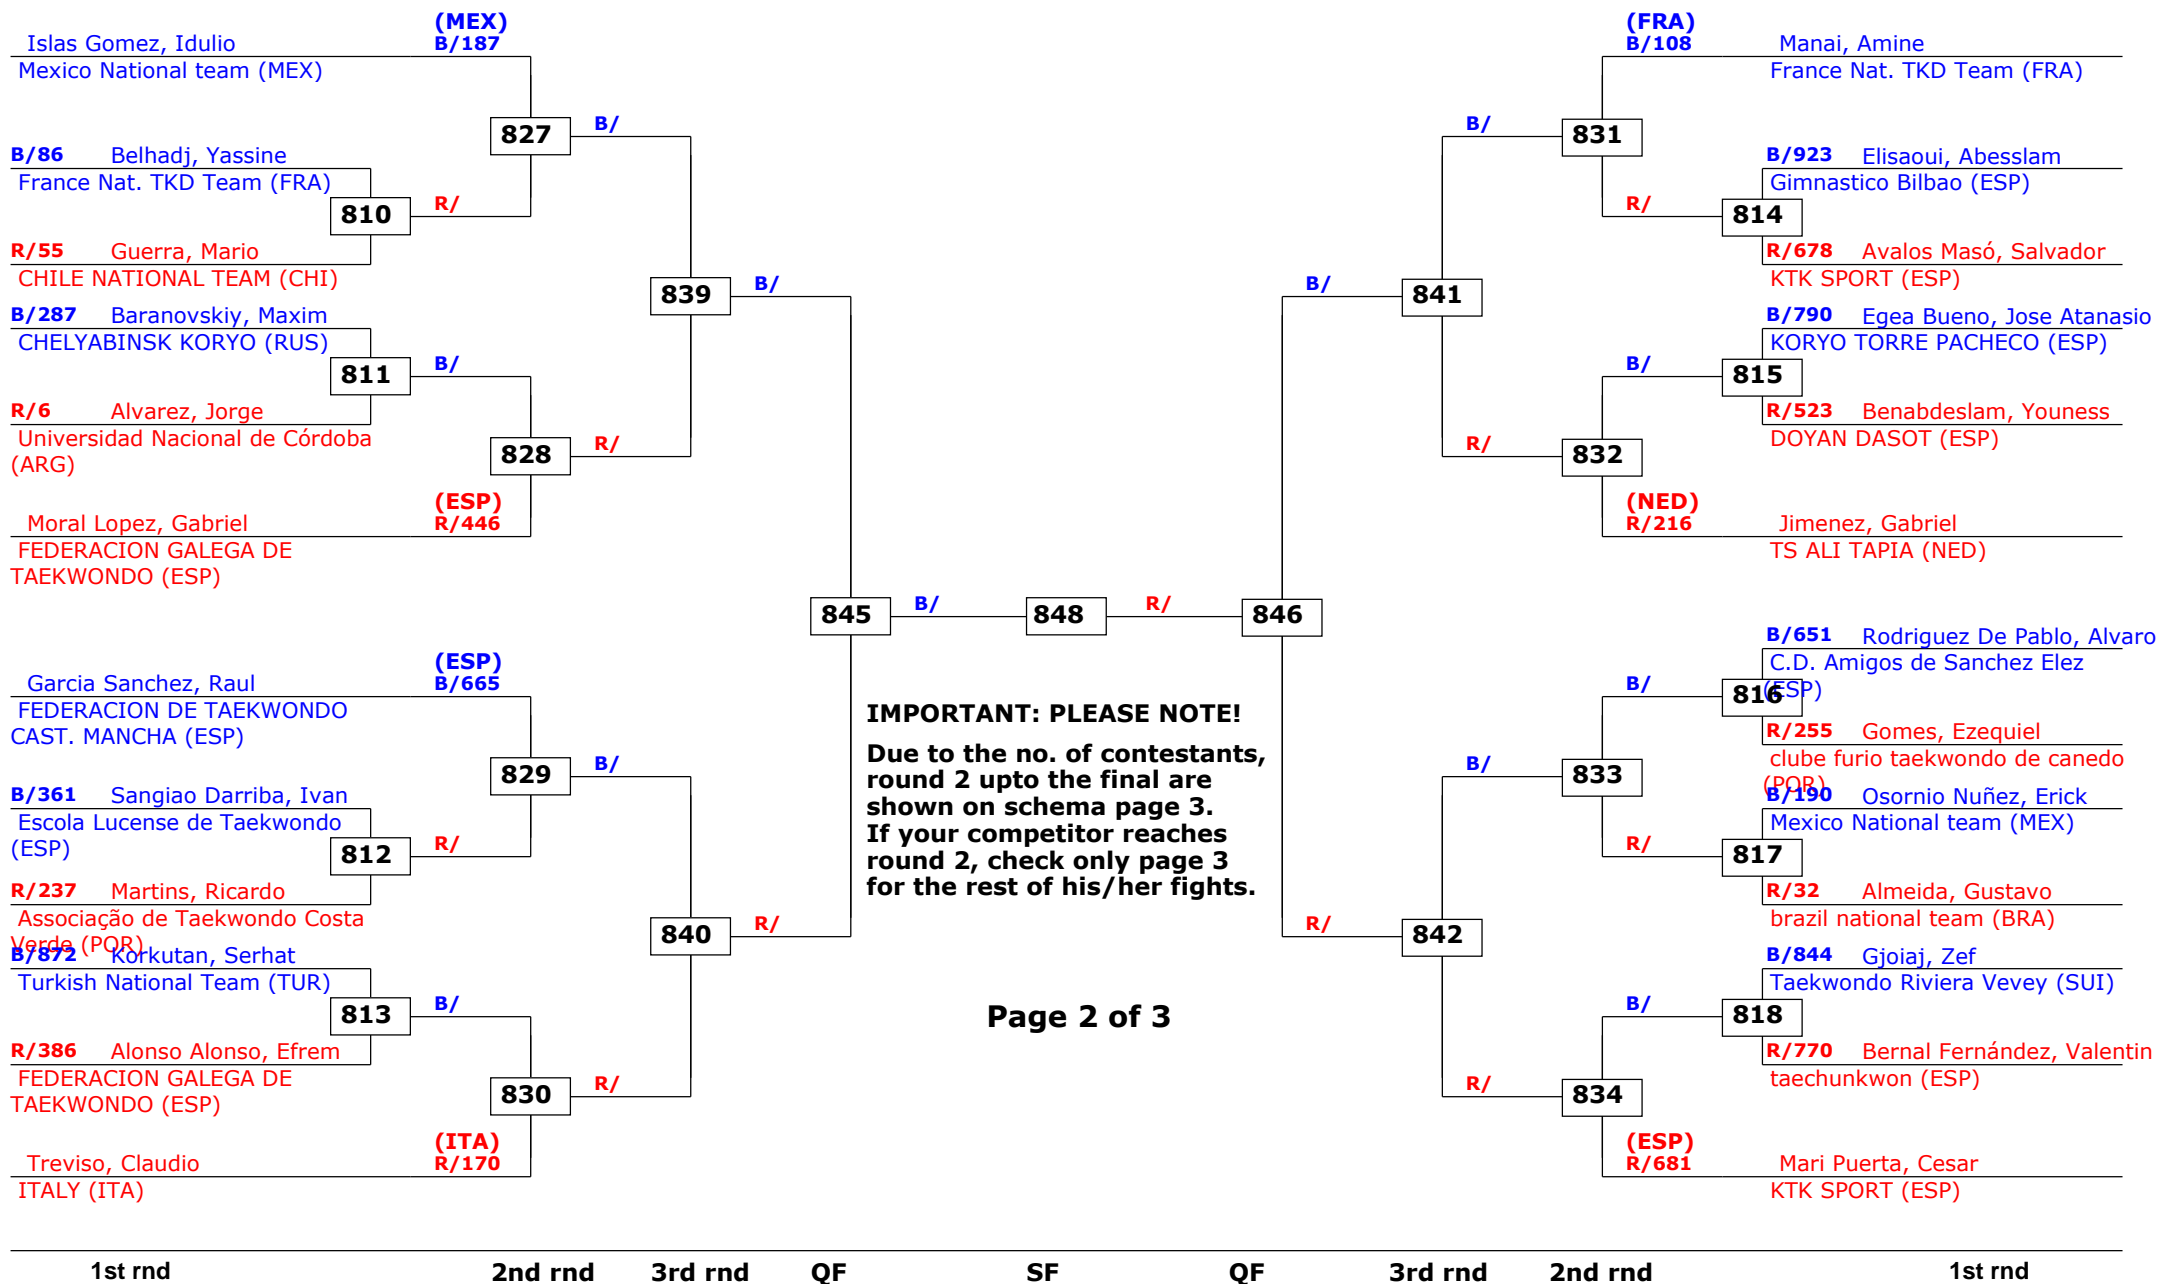 (MEX)
Islas Gomez, Idulio B/187
Mexico National team (MEX)
827
B/
B/86 Belhadj, Yassine
France Nat. TKD Team (FRA)
810
R/
R/55 Guerra, Mario
CHILE NATIONAL TEAM (CHI)
839
B/
B/287 Baranovskiy, Maxim
CHELYABINSK KORYO (RUS)
811
B/
R/6 Alvarez, Jorge
Universidad Nacional de Córdoba
(ARG)
828
R/
(ESP)
Moral Lopez, Gabriel R/446
FEDERACION GALEGA DE
TAEKWONDO (ESP)
845
B/
848
R/
846
(ESP)
Garcia Sanchez, Raul B/665
FEDERACION DE TAEKWONDO
CAST. MANCHA (ESP)
829
B/
B/361 Sangiao Darriba, Ivan
Escola Lucense de Taekwondo
(ESP)
812
R/
R/237 Martins, Ricardo
Associação de Taekwondo Costa
Verde (POR)
840
R/
B/872 Korkutan, Serhat
Turkish National Team (TUR)
813
B/
R/386 Alonso Alonso, Efrem
FEDERACION GALEGA DE
TAEKWONDO (ESP)
830
R/
(ITA)
Treviso, Claudio R/170
ITALY (ITA)
IMPORTANT: PLEASE NOTE!
Due to the no. of contestants,
round 2 upto the final are
shown on schema page 3.
If your competitor reaches
round 2, check only page 3
for the rest of his/her fights.
Page 2 of 3
(FRA)
B/108 Manai, Amine
France Nat. TKD Team (FRA)
B/
831
B/923 Elisaoui, Abesslam
Gimnastico Bilbao (ESP)
R/
814
R/678 Avalos Masó, Salvador
KTK SPORT (ESP)
B/
841
B/790 Egea Bueno, Jose Atanasio
KORYO TORRE PACHECO (ESP)
B/
815
R/523 Benabdeslam, Youness
DOYAN DASOT (ESP)
R/
832
(NED)
R/216 Jimenez, Gabriel
TS ALI TAPIA (NED)
B/651 Rodriguez De Pablo, Alvaro
C.D. Amigos de Sanchez Elez
(ESP)
B/
816
R/255 Gomes, Ezequiel
clube furio taekwondo de canedo
(POR)
B/
833
B/190 Osornio Nuñez, Erick
Mexico National team (MEX)
R/
817
R/32 Almeida, Gustavo
brazil national team (BRA)
R/
842
B/844 Gjoiaj, Zef
Taekwondo Riviera Vevey (SUI)
B/
818
R/770 Bernal Fernández, Valentin
taechunkwon (ESP)
R/
834
(ESP)
R/681 Mari Puerta, Cesar
KTK SPORT (ESP)
1st rnd 2nd rnd 3rd rnd QF SF QF 3rd rnd 2nd rnd 1st rnd